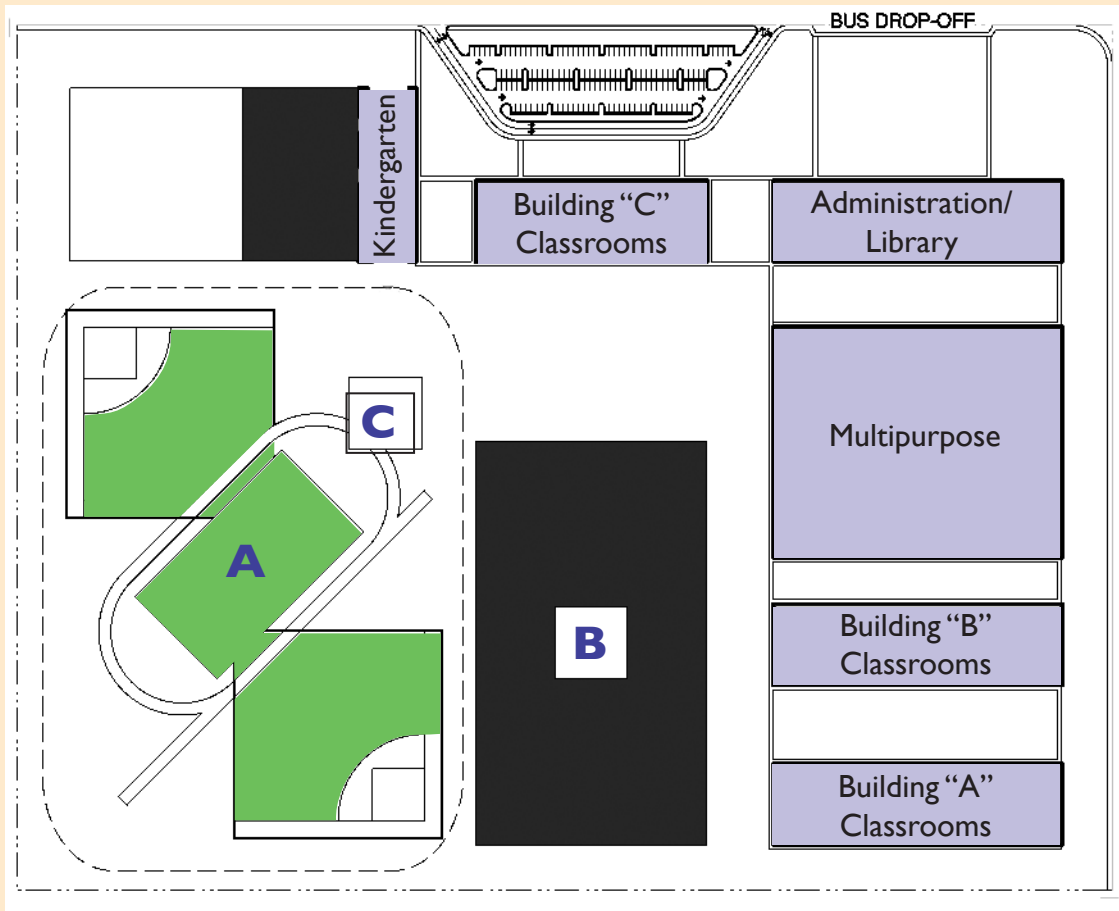 BUS DROP-OFF
Kindergarten
Building “C”
Classrooms
Administration/
Library
C
Multipurpose
A
B
Building “B”
Classrooms
Building “A”
Classrooms